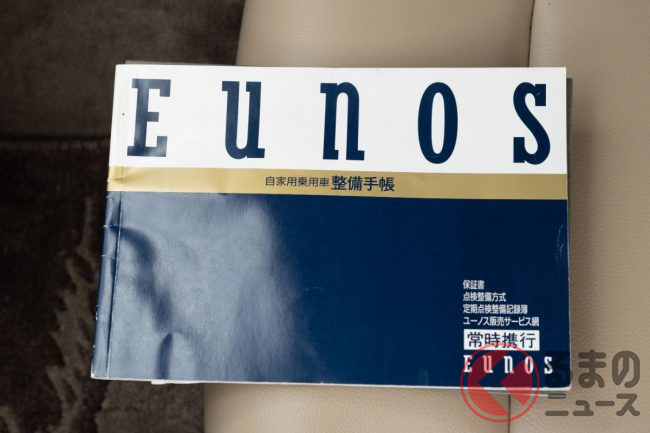 EunoS
自家用乗用車 整備手帳
保証書
点検整備方式
定期点検整備記録簿
ユーノス販売サービス網
常時携行
EunoS
くるまの
ニュース